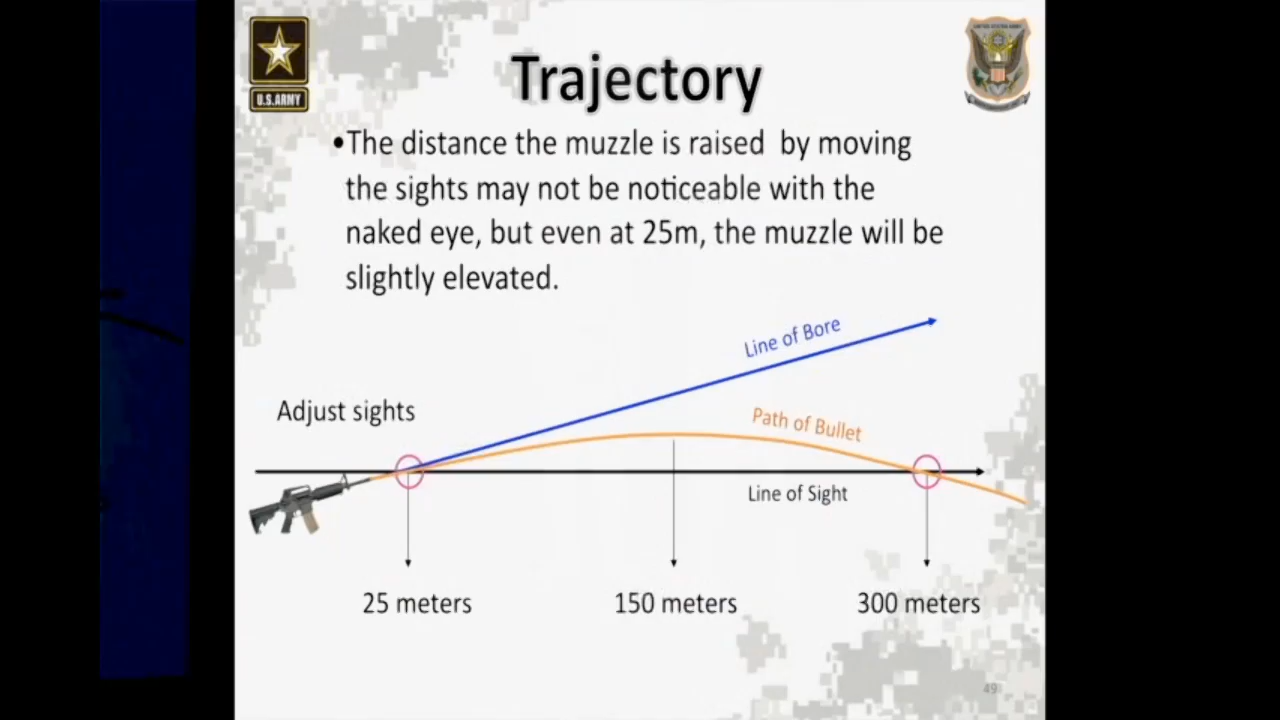 U.S.ARMY
Trajectory
•The distance the muzzle is raised by moving
the sights may not be noticeable with the
naked eye, but even at 25m, the muzzle will be
slightly elevated.
Line of Bore
Adjust sights
Path of Bullet
Line of Sight
25 meters
150 meters
300 meters
49